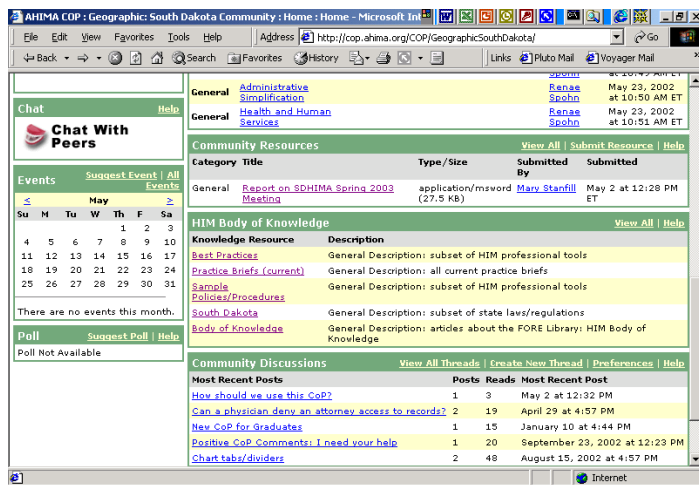 AHIMA COP : Geographic: South Dakota Community : Home : Home - Microsoft Int
File Edit View Favorites Tools Help
Address http://cop.ahima.org/COP/GeographicSouthDakota/
Go
Back
Search Favorites History
Links Pluto Mail Voyager Mail
Chat Help
Chat With
Peers
Events Suggest Event | All
Events
< May >
Su M Tu W Th F Sa
1 2 3
4 5 6 7 8 9 10
11 12 13 14 15 16 17
18 19 20 21 22 23 24
25 26 27 28 29 30 31
There are no events this month.
Poll Suggest Poll | Help
Poll Not Available
Spohn at 10:49 AM ET
General Administrative Renae May 23, 2002
Simplification Spohn at 10:50 AM ET
General Health and Human Renae May 23, 2002
Services Spohn at 10:51 AM ET
Community Resources View All | Submit Resource | Help
Category Title Type/Size Submitted Submitted
By
General Report on SDHIMA Spring 2003 application/msword Mary Stanfill May 2 at 12:28 PM
Meeting (27.5 KB) ET
HIM Body of Knowledge View All | Help
Knowledge Resource Description
Best Practices General Description: subset of HIM professional tools
Practice Briefs (current) General Description: all current practice briefs
Sample General Description: subset of HIM professional tools
Policies/Procedures
South Dakota General Description: subset of state laws/regulations
Body of Knowledge General Description: articles about the FORE Library: HIM Body of
Knowledge
Community Discussions View All Threads | Create New Thread | Preferences | Help
Most Recent Posts Posts Reads Most Recent Post
How should we use this CoP? 1 3 May 2 at 12:32 PM
Can a physician deny an attorney access to records? 2 19 April 29 at 4:57 PM
New CoP for Graduates 1 15 January 10 at 4:44 PM
Positive CoP Comments: I need your help 1 20 September 23, 2002 at 12:23 PM
Chart tabs/dividers 2 48 August 15, 2002 at 4:57 PM
Internet